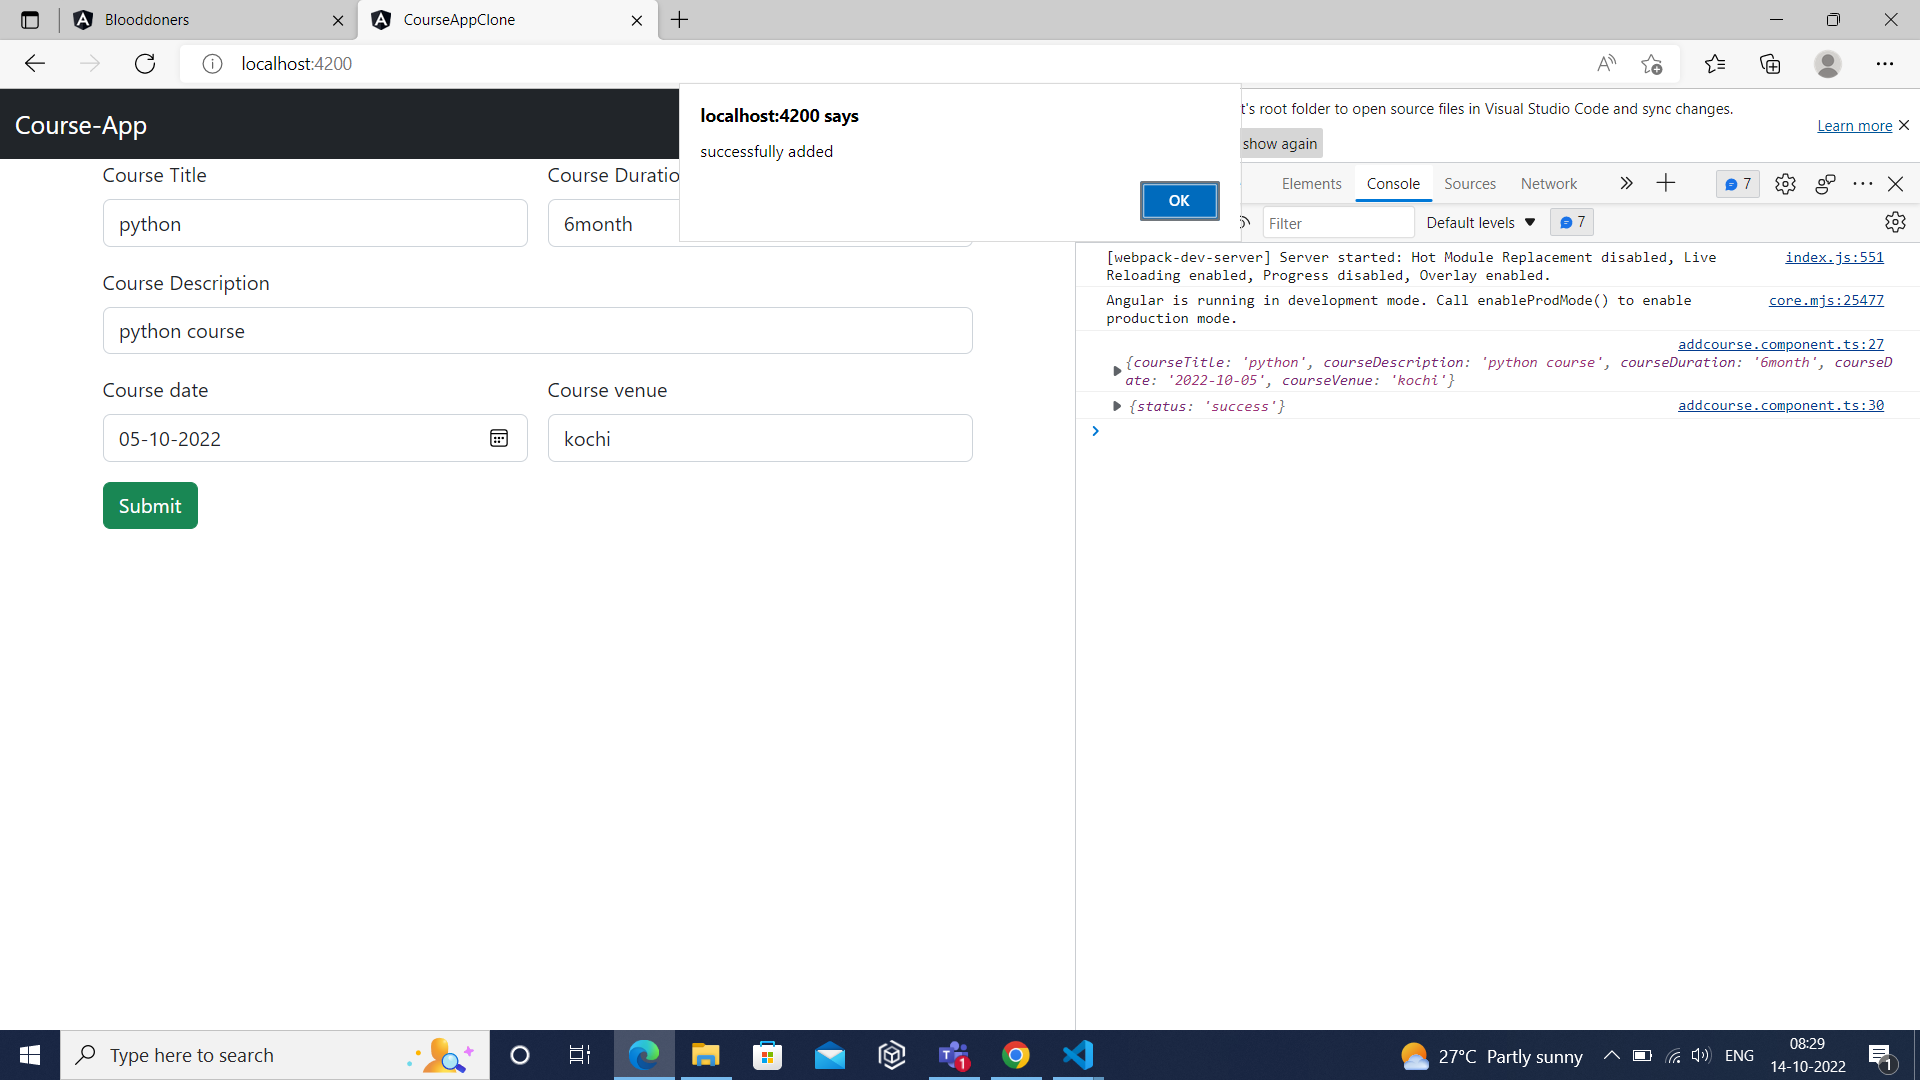 Blooddoners
CourseAppClone
localhost:4200
Course-App
localhost:4200 says
successfully added
OK
t's root folder to open source files in Visual Studio Code and sync changes.
show again
Learn more
Elements
Console
Sources
Network
7
Filter
Default levels
7
Course Title
Course Duratio
python
6month
Course Description
python course
Course date
Course venue
05-10-2022
kochi
Submit
[webpack-dev-server] Server started: Hot Module Replacement disabled, Live
Reloading enabled, Progress disabled, Overlay enabled.
index.js:551
Angular is running in development mode. Call enableProdMode() to enable
production mode.
core.mjs:25477
addcourse.component.ts:27
{courseTitle: 'python', courseDescription: 'python course', courseDuration: '6month', courseD
ate: '2022-10-05', courseVenue: 'kochi'}
{status: 'success'}
addcourse.component.ts:30
Type here to search
1
27°C Partly sunny
ENG
08:29
14-10-2022
1